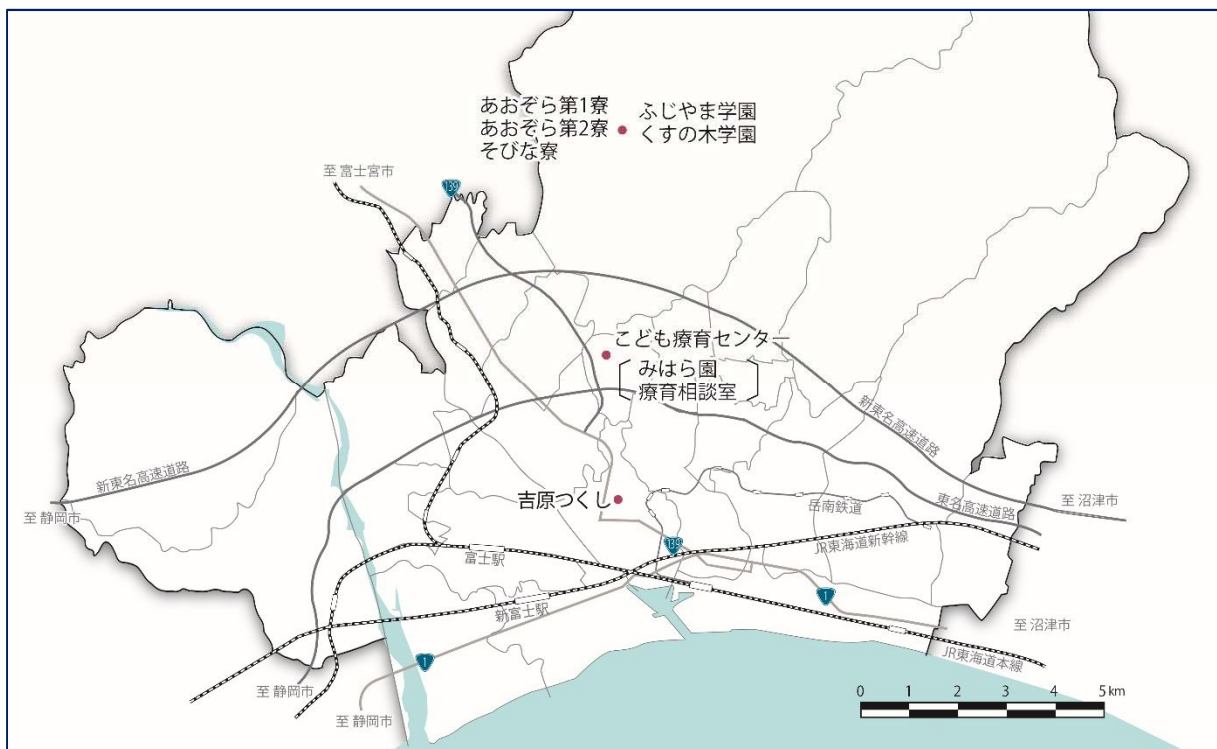 あおぞら第1寮
あおぞら第2寮
そびな寮
ふじやま学園
くすの木学園
至 富士宮市
139
こども療育センター
みはら園
療育相談室
新東名高速道路
新東名高速道路
至 静岡市
吉原つくし
岳南鉄道
東名高速道路
至 沼津市
139
JR東海道新幹線
富士駅
新富士駅
1
至 沼津市
JR東海道本線
1
至 静岡市
至 静岡市
0 1 2 3 4 5km